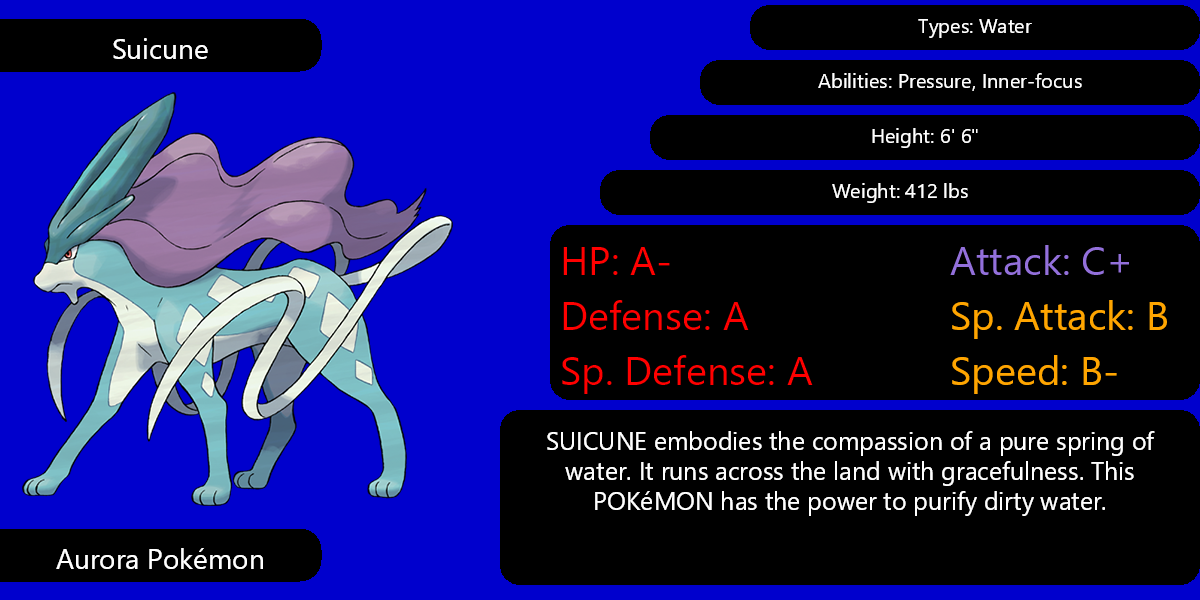 Suicune
Types: Water
Abilities: Pressure, Inner-focus
Height: 6' 6"
Weight: 412 lbs
HP: A-
Attack: C+
Defense: A
Sp. Attack: B
Sp. Defense: A
Speed: B-
SUICUNE embodies the compassion of a pure spring of
water. It runs across the land with gracefulness. This
POKéMON has the power to purify dirty water.
Aurora Pokémon